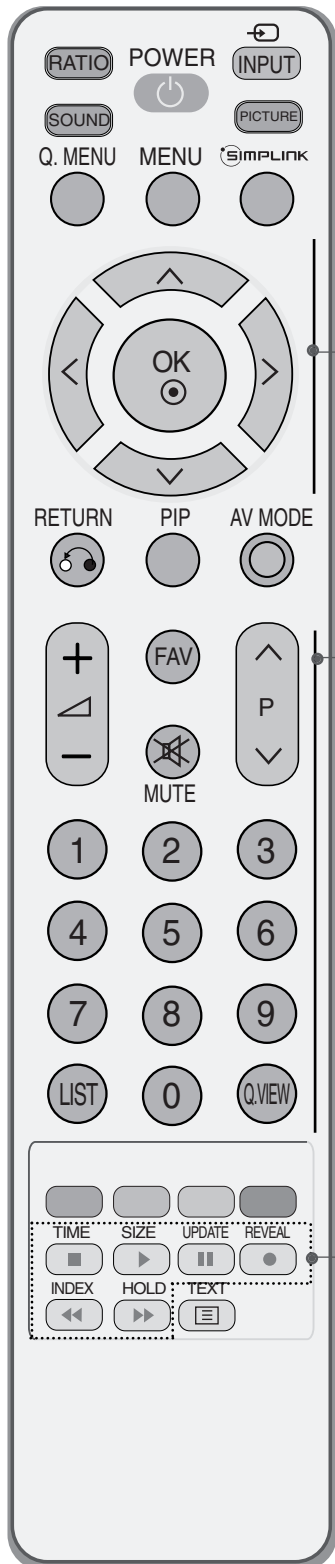 RATIO POWER INPUT
SOUND PICTURE
Q. MENU MENU SIMPLINK
OK
RETURN PIP AV MODE
FAV
P
MUTE
1 2 3
4 5 6
7 8 9
LIST 0 Q.VIEW
TIME SIZE UPDATE REVEAL
INDEX HOLD TEXT